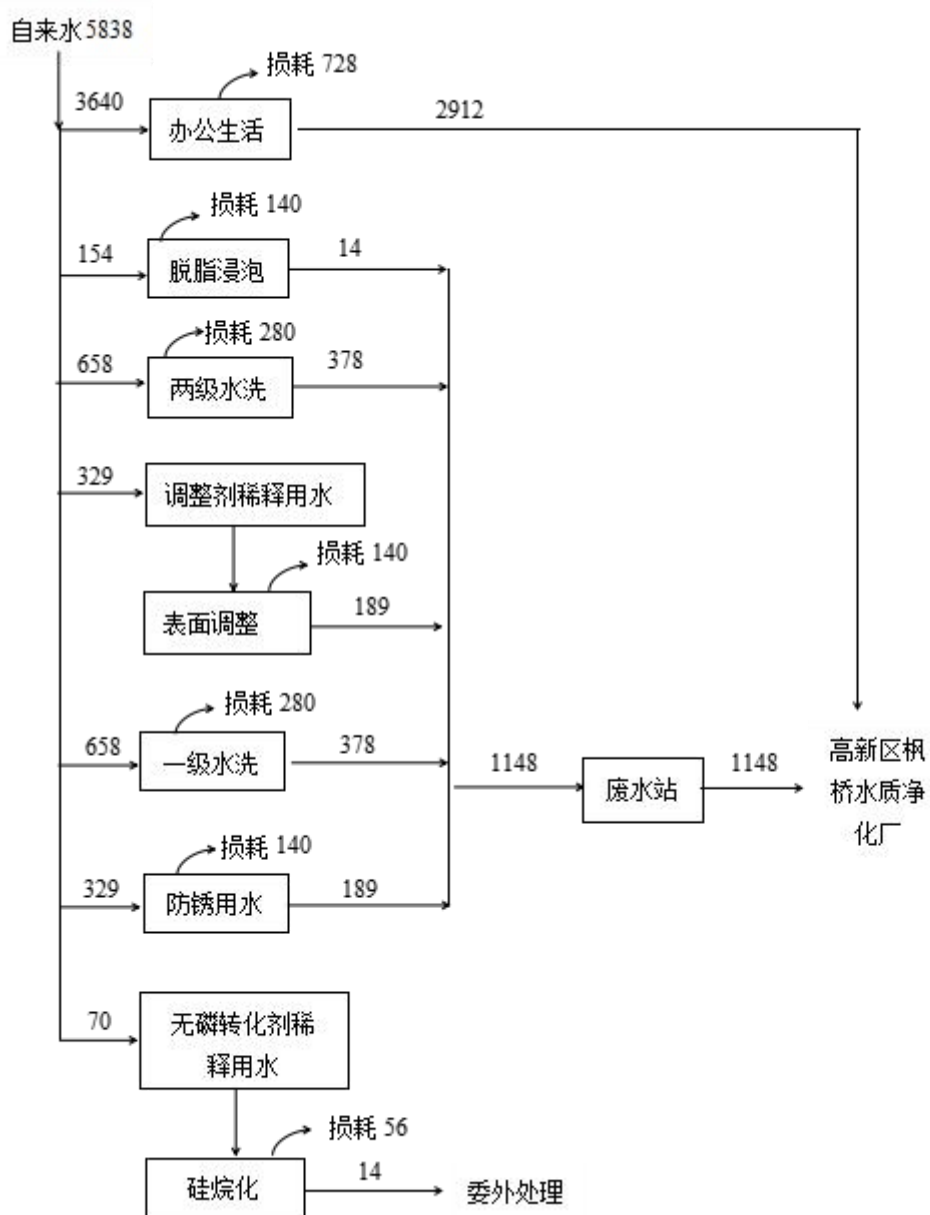 自来水5838
损耗 728
3640
办公生活
2912
损耗 140
154
脱脂浸泡
14
损耗 280
658
两级水洗
378
329
调整剂稀释用水
损耗 140
表面调整
189
损耗 280
658
一级水洗
378
1148
废水站
1148
高新区枫
桥水质净
化厂
损耗 140
329
防锈用水
189
70
无磷转化剂稀
释用水
损耗 56
硅烷化
14
委外处理